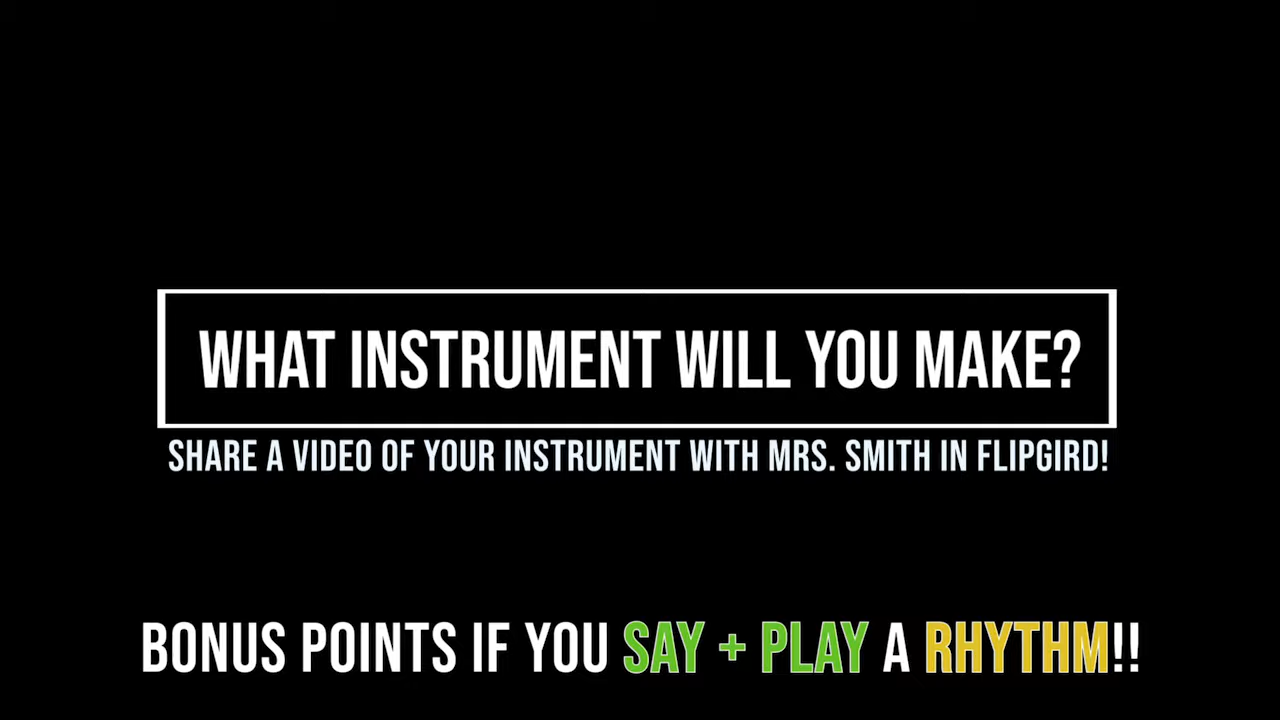 WHAT INSTRUMENT WILL YOU MAKE?
SHARE A VIDEO OF YOUR INSTRUMENT WITH MRS. SMITH IN FLIPGIRD!
BONUS POINTS IF YOU SAY + PLAY A RHYTHM!!